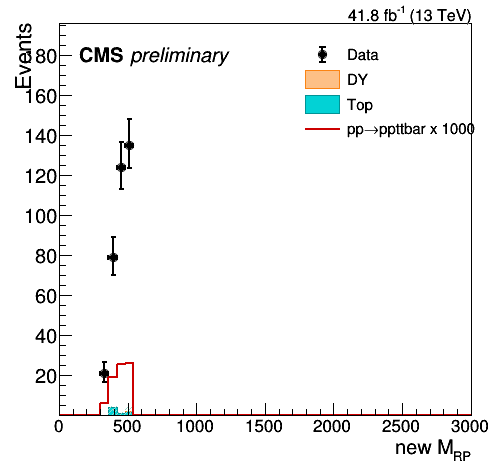 41.8 fb⁻¹ (13 TeV)
Events
CMS preliminary
Data
DY
Top
pp→ppttbar x 1000
180
160
140
120
100
80
60
40
20
0 500 1000 1500 2000 2500 3000
new M_RP